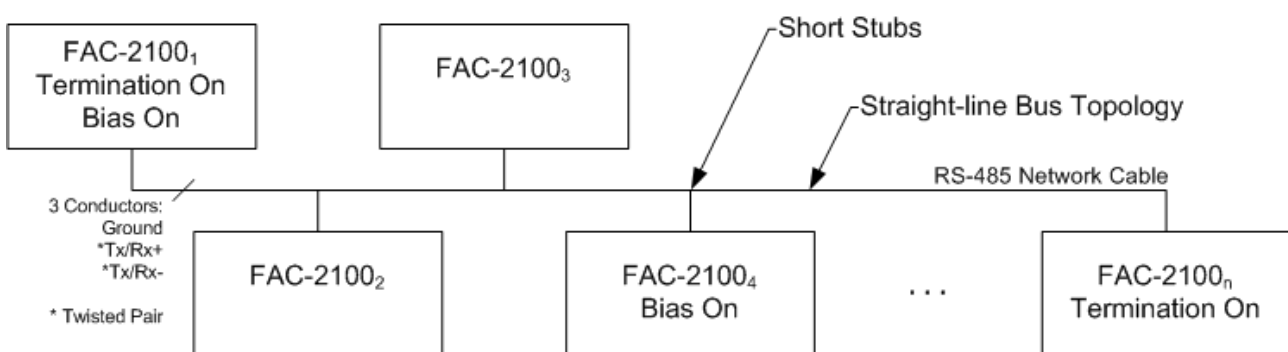 FAC-2100₁
Termination On
Bias On
FAC-2100₃
Short Stubs
Straight-line Bus Topology
RS-485 Network Cable
3 Conductors:
Ground
*Tx/Rx+
*Tx/Rx-
* Twisted Pair
FAC-2100₂
FAC-2100₄
Bias On
. . .
FAC-2100ₙ
Termination On